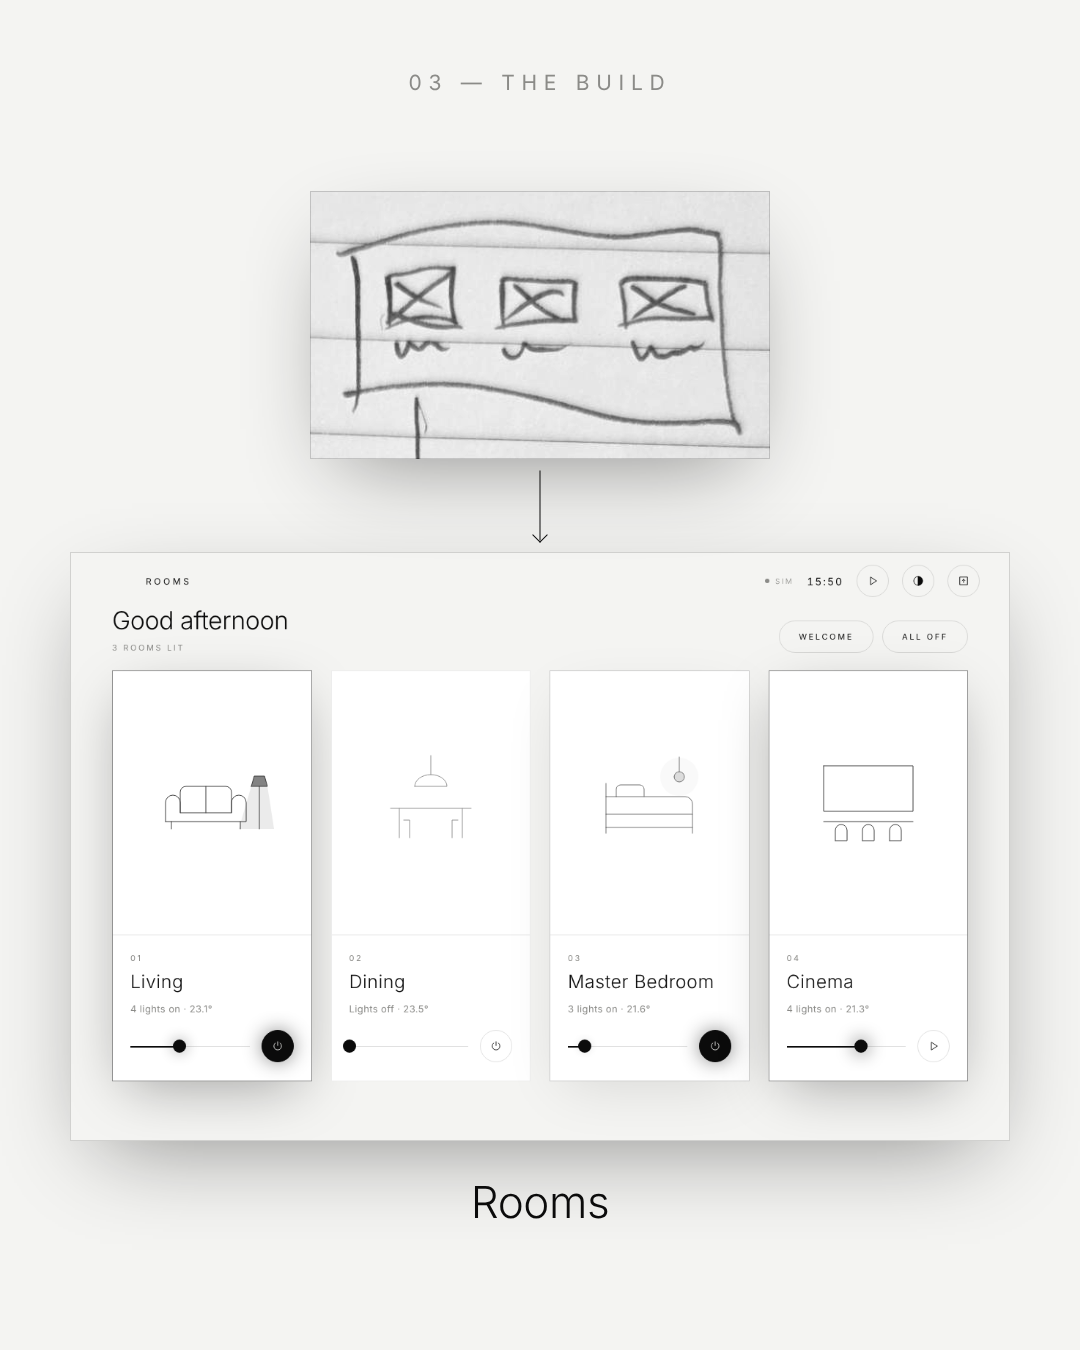 03 — THE BUILD
ROOMS
SIM 15:50
Good afternoon
3 ROOMS LIT
WELCOME
ALL OFF
01
Living
4 lights on · 23.1°
02
Dining
Lights off · 23.5°
03
Master Bedroom
3 lights on · 21.6°
04
Cinema
4 lights on · 21.3°
Rooms